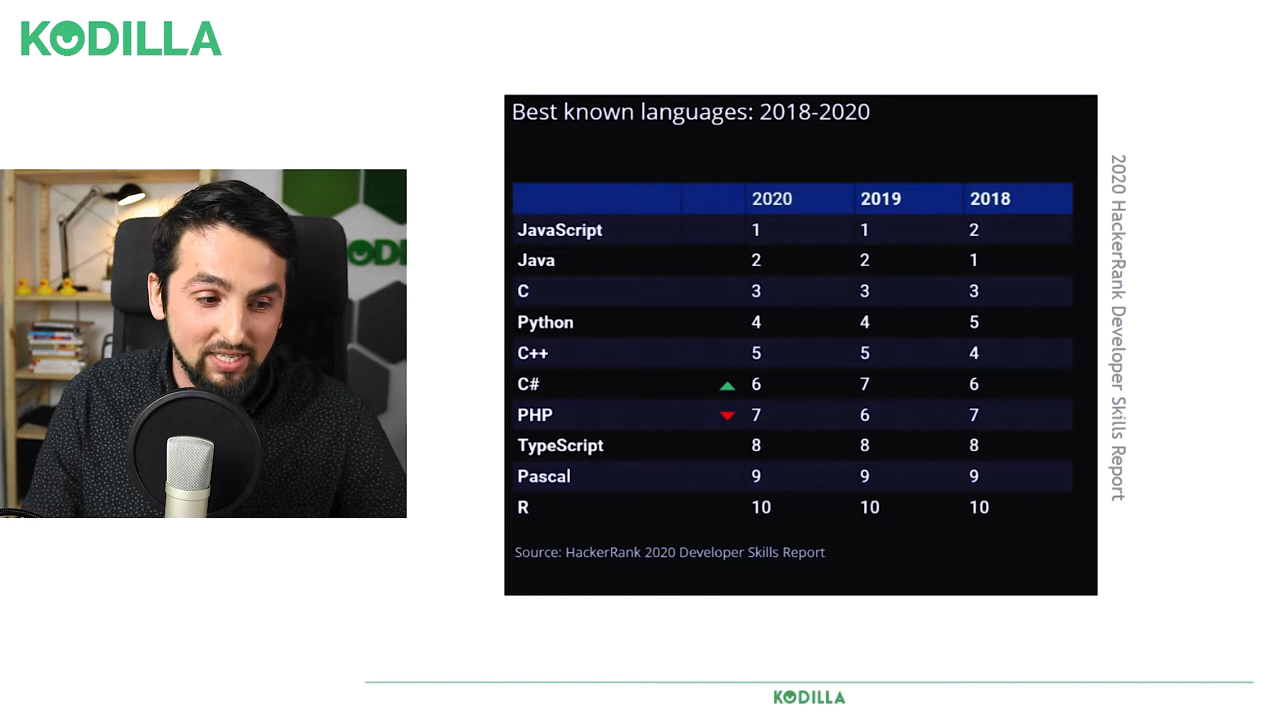 KODILLA
Best known languages: 2018-2020
2020 2019 2018
JavaScript 1 1 2
Java 2 2 1
C 3 3 3
Python 4 4 5
C++ 5 5 4
C# 6 7 6
PHP 7 6 7
TypeScript 8 8 8
Pascal 9 9 9
R 10 10 10
Source: HackerRank 2020 Developer Skills Report
2020 HackerRank Developer Skills Report
KODILLA